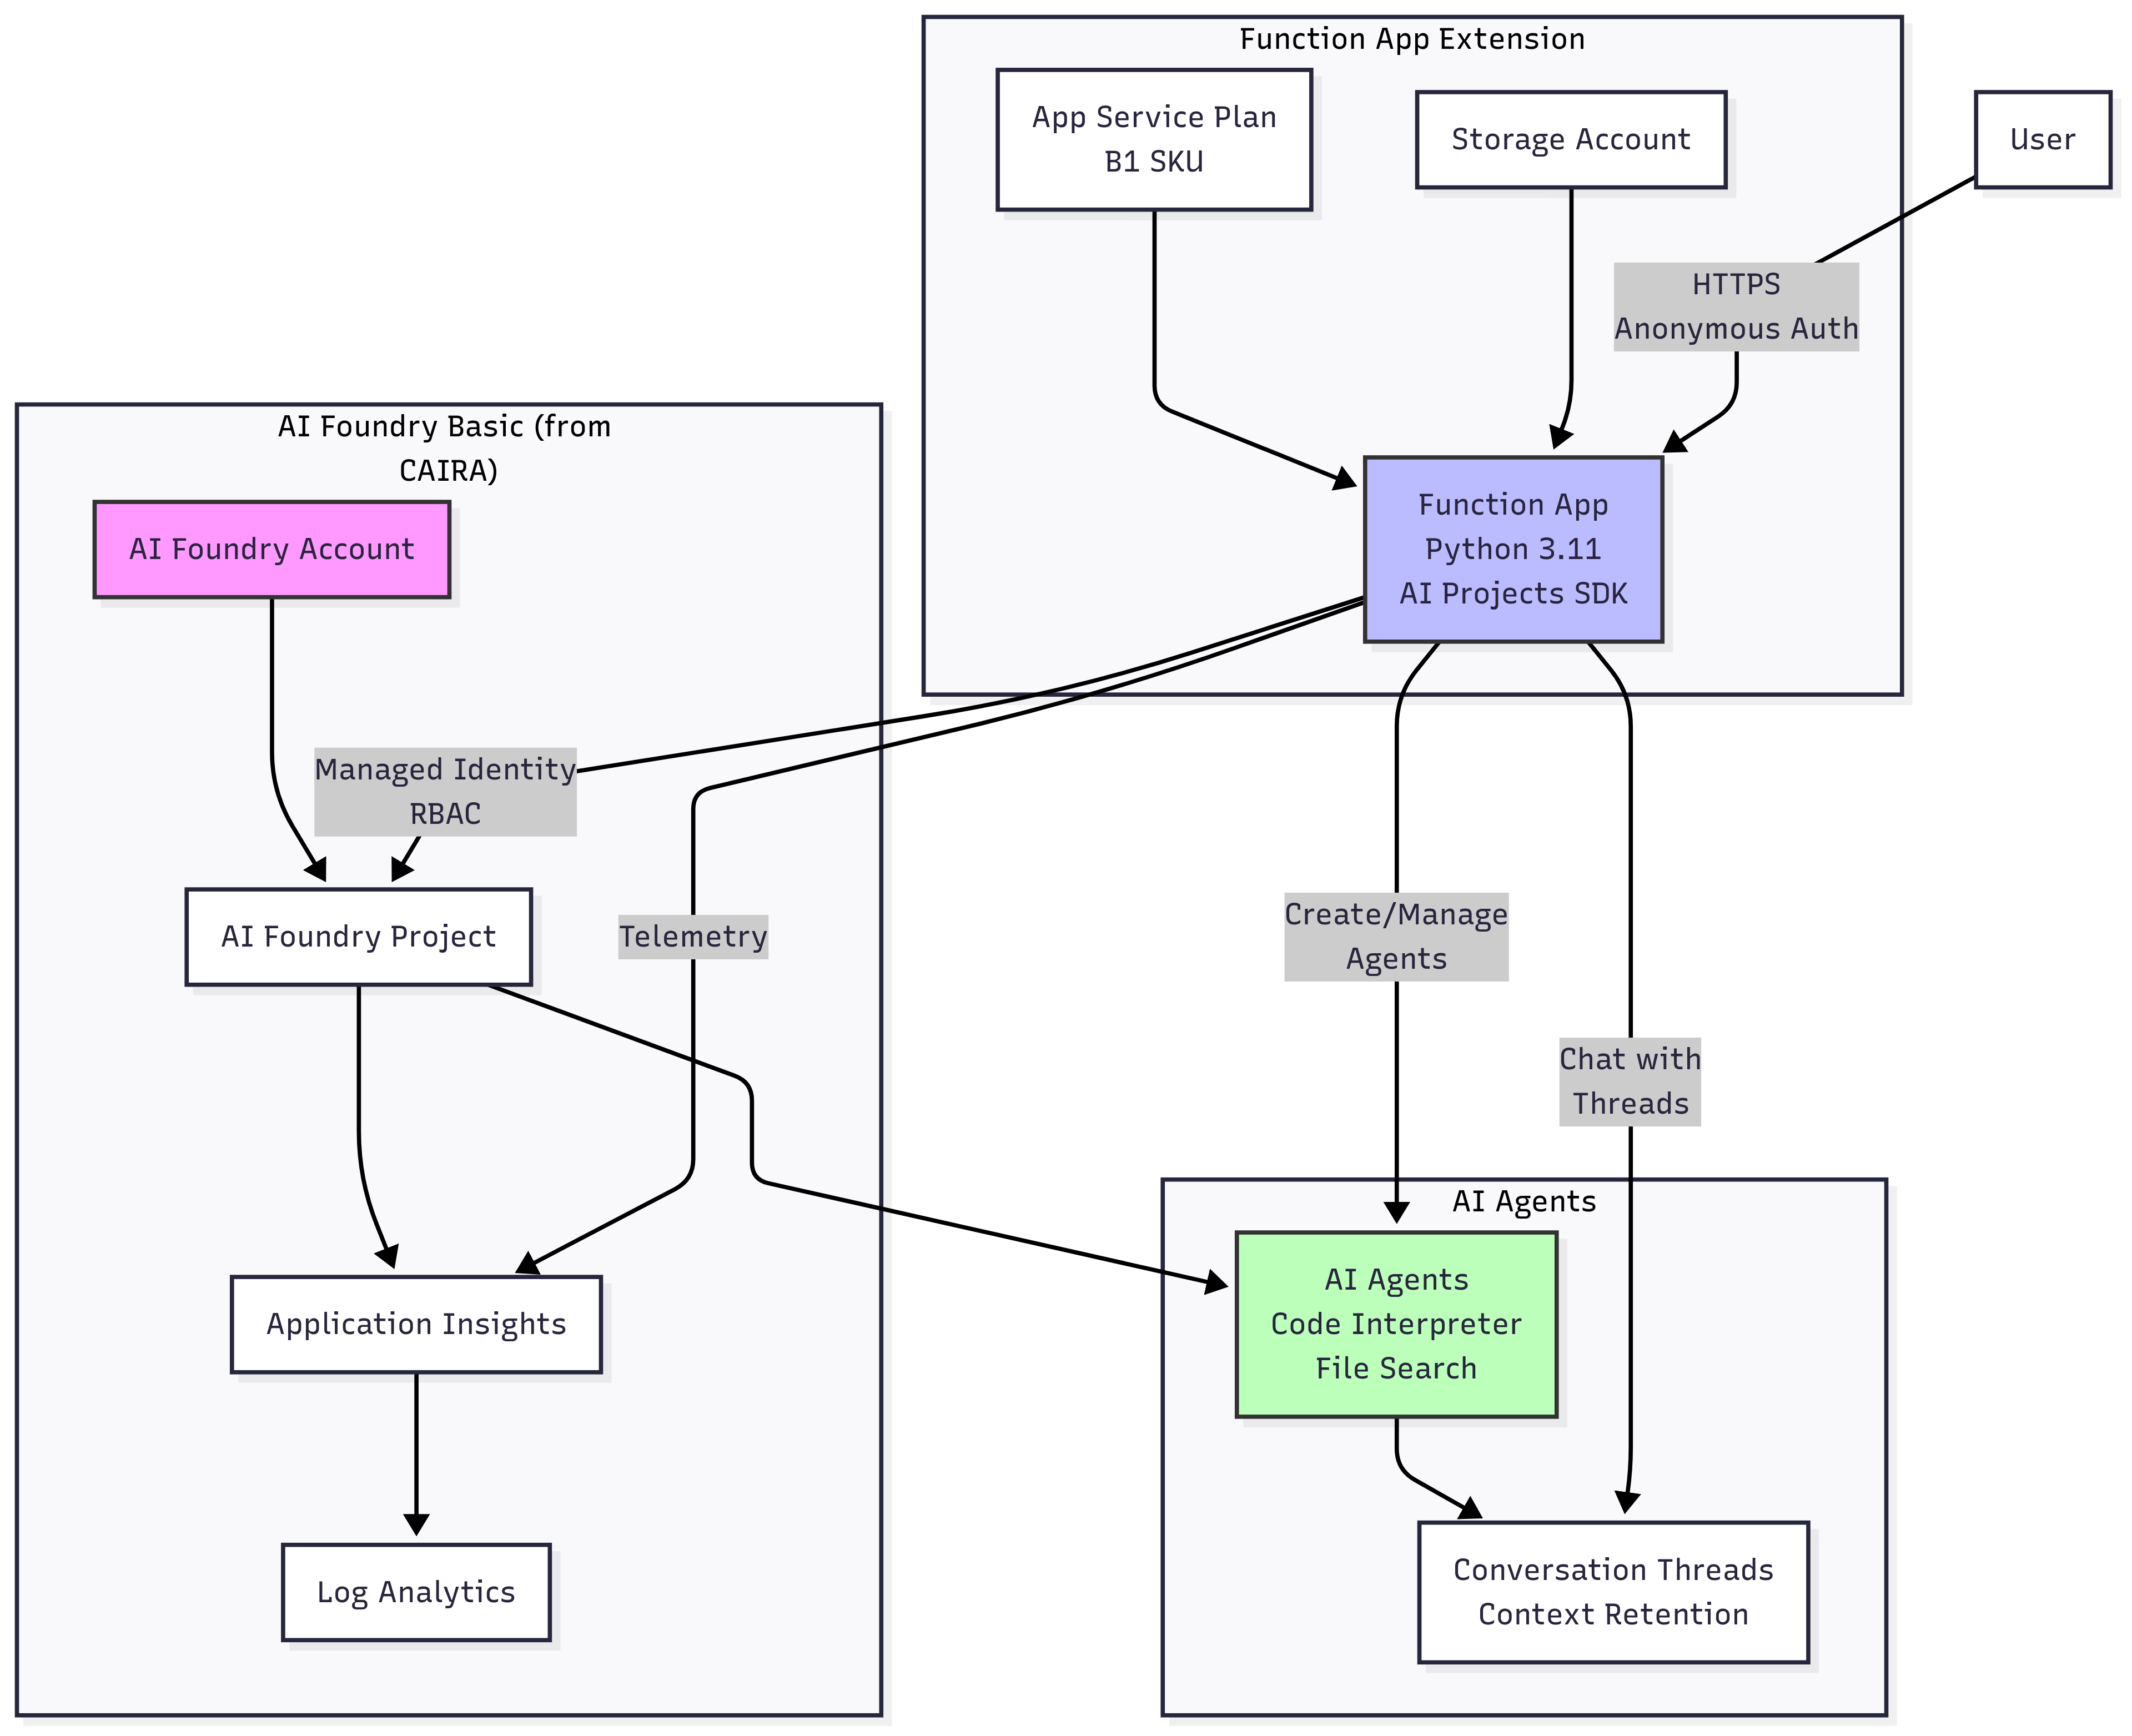 Function App Extension
App Service Plan
B1 SKU
Storage Account
User
HTTPS
Anonymous Auth
Function App
Python 3.11
AI Projects SDK
AI Foundry Basic (from
CAIRA)
AI Foundry Account
Managed Identity
RBAC
AI Foundry Project
Telemetry
Create/Manage
Agents
Chat with
Threads
Application Insights
Log Analytics
AI Agents
AI Agents
Code Interpreter
File Search
Conversation Threads
Context Retention